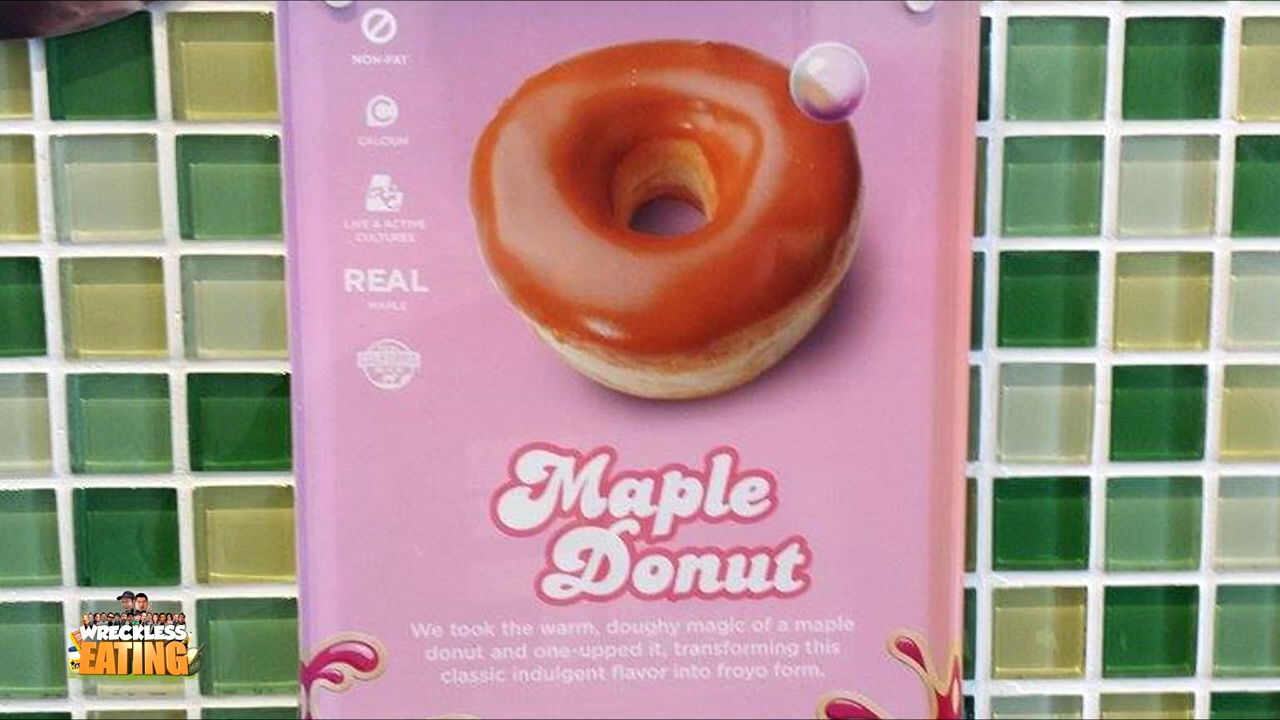 NON-FAT
CALCIUM
LIVE & ACTIVE
CULTURES
REAL
MAPLE
Maple
Donut
We took the warm, doughy magic of a maple
donut and one-upped it, transforming this
classic indulgent flavor into froyo form.
WRECKLESS
EATING